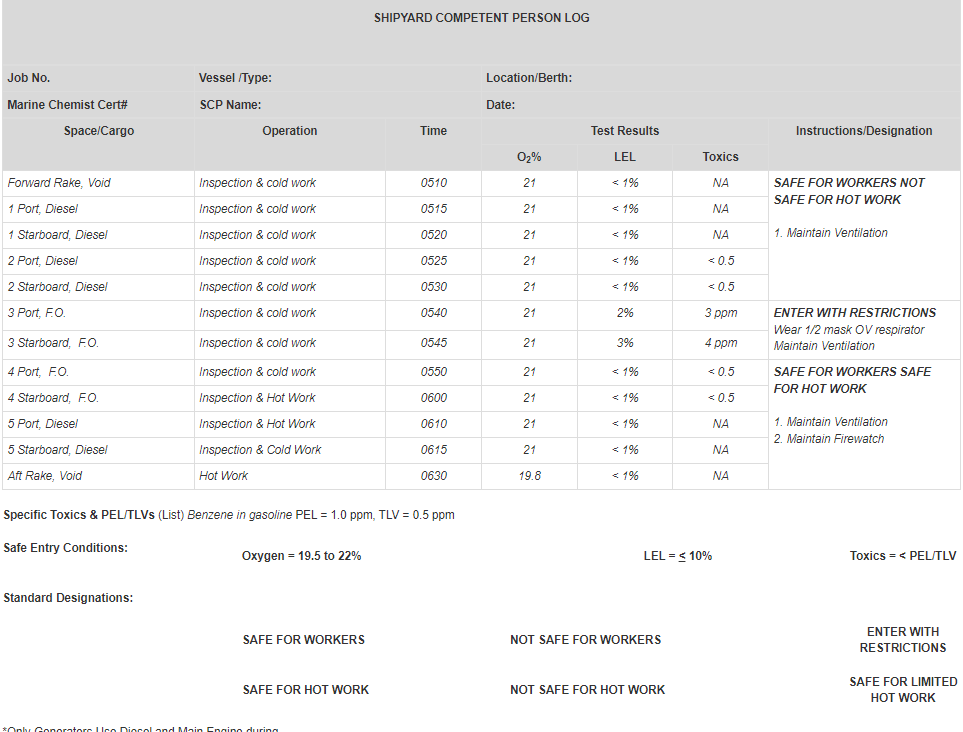 SHIPYARD COMPETENT PERSON LOG
Job No. Vessel /Type: Location/Berth:
Marine Chemist Cert# SCP Name: Date:
Space/Cargo Operation Time Test Results Instructions/Designation
O₂% LEL Toxics
Forward Rake, Void Inspection & cold work 0510 21 < 1% NA
1 Port, Diesel Inspection & cold work 0515 21 < 1% NA
1 Starboard, Diesel Inspection & cold work 0520 21 < 1% NA
2 Port, Diesel Inspection & cold work 0525 21 < 1% < 0.5
2 Starboard, Diesel Inspection & cold work 0530 21 < 1% < 0.5
SAFE FOR WORKERS NOT
SAFE FOR HOT WORK
1. Maintain Ventilation
3 Port, F.O. Inspection & cold work 0540 21 2% 3 ppm
3 Starboard, F.O. Inspection & cold work 0545 21 3% 4 ppm
ENTER WITH RESTRICTIONS
Wear 1/2 mask OV respirator
Maintain Ventilation
4 Port, F.O. Inspection & cold work 0550 21 < 1% < 0.5
4 Starboard, F.O. Inspection & Hot Work 0600 21 < 1% < 0.5
5 Port, Diesel Inspection & Hot Work 0610 21 < 1% NA
5 Starboard, Diesel Inspection & Cold Work 0615 21 < 1% NA
Aft Rake, Void Hot Work 0630 19.8 < 1% NA
SAFE FOR WORKERS SAFE
FOR HOT WORK
1. Maintain Ventilation
2. Maintain Firewatch
Specific Toxics & PEL/TLVs (List) Benzene in gasoline PEL = 1.0 ppm, TLV = 0.5 ppm
Safe Entry Conditions: Oxygen = 19.5 to 22% LEL = ≤ 10% Toxics = < PEL/TLV
Standard Designations:
SAFE FOR WORKERS NOT SAFE FOR WORKERS ENTER WITH
RESTRICTIONS
SAFE FOR HOT WORK NOT SAFE FOR HOT WORK SAFE FOR LIMITED
HOT WORK
*Only Generators Use Diesel and Main Engine during